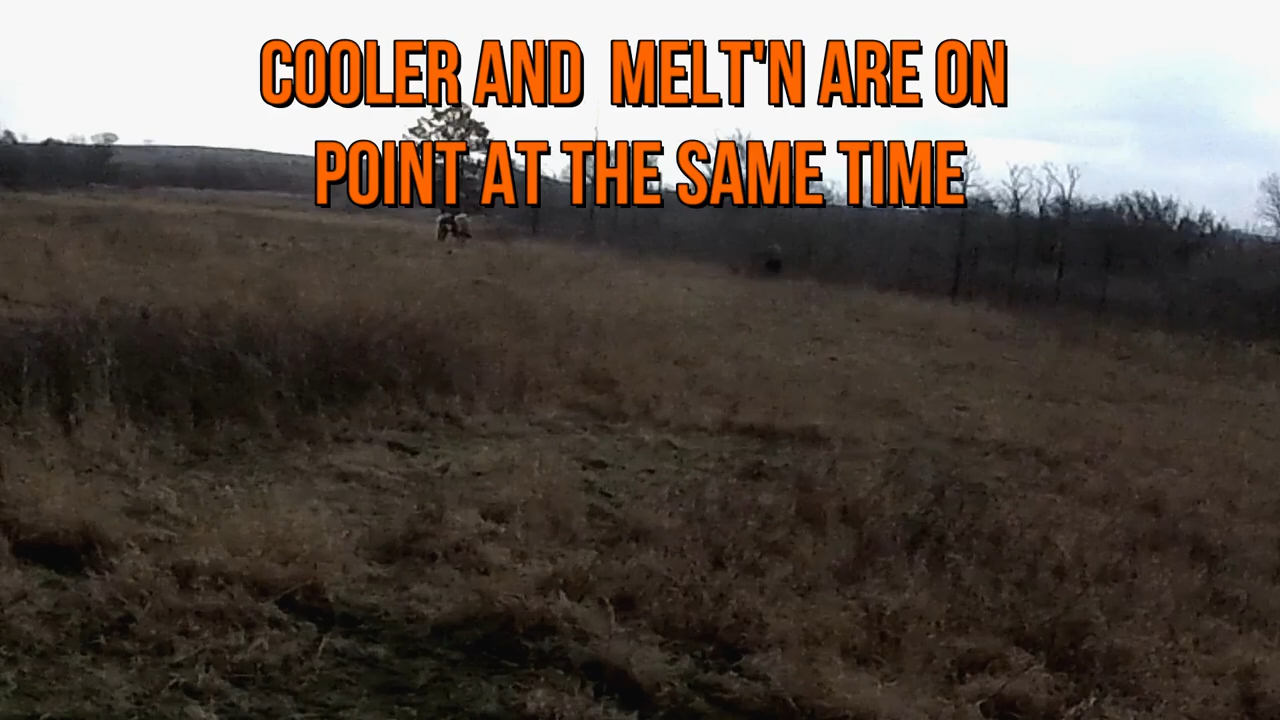 COOLER AND  MELT'N ARE ON
POINT AT THE SAME TIME